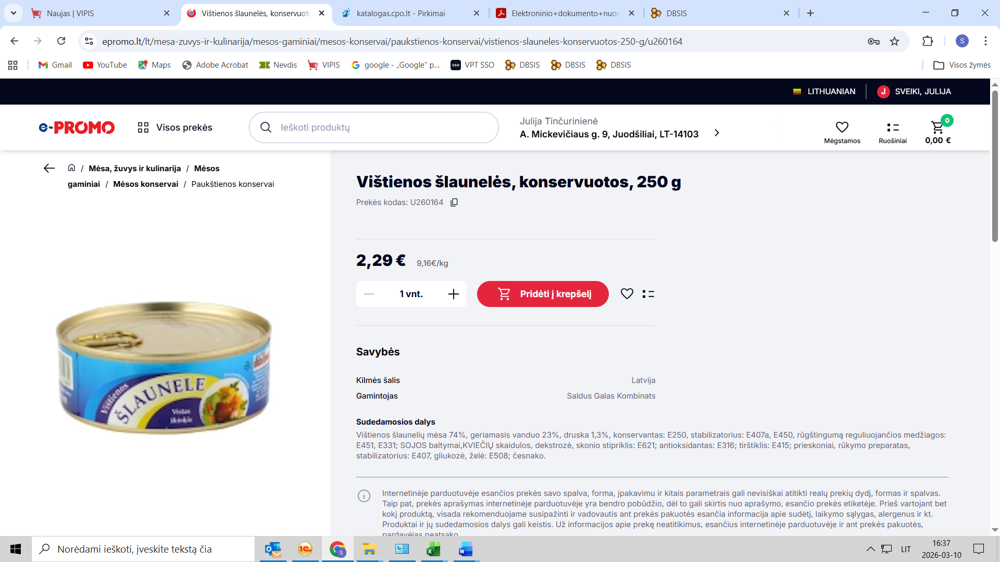 Naujas | VIPIS
Vištienos šlaunelės, konservuoto
katalogas.cpo.lt - Pirkimai
Elektroninio+dokumento+nuor
DBSIS
epromo.lt/lt/mesa-zuvys-ir-kulinarija/mesos-gaminiai/mesos-konservai/paukstienos-konservai/vistienos-slauneles-konservuotos-250-g/u260164
S
Gmail
YouTube
Maps
Adobe Acrobat
Nevdis
VIPIS
google - „Google“ p...
SSO VPT SSO
DBSIS
DBSIS
DBSIS
Visos žymės
LITHUANIAN
J SVEIKI, JULIJA
e-PROMO
Visos prekės
Ieškoti produktų
Julija Tinčurinienė
A. Mickevičiaus g. 9, Juodšiliai, LT-14103
Mėgstamos
Ruošiniai
0
0,00 €
/ Mėsa, žuvys ir kulinarija / Mėsos
gaminiai / Mėsos konservai / Paukštienos konservai
Vištienos šlaunelės, konservuotos, 250 g
Prekės kodas: U260164
2,29 € 9,16€/kg
1 vnt.
Pridėti į krepšelį
Vištienos
ŠLAUNELĖ
Vistas
šķiņķis
Savybės
Kilmės šalis Latvija
Gamintojas Saldus Galas Kombinats
Sudedamosios dalys
Vištienos šlaunelių mėsa 74%, geriamasis vanduo 23%, druska 1,3%, konservantas: E250, stabilizatorius: E407a, E450, rūgštingumą reguliuojančios medžiagos:
E451, E331; SOJOS baltymai,KVIEČIŲ skaidulos, dekstrozė, skonio stipriklis: E621; antioksidantas: E316; tirštiklis: E415; prieskoniai, rūkymo preparatas,
stabilizatorius: E407, gliukozė, želė: E508; česnako.
Internetinėje parduotuvėje esančios prekės savo spalva, forma, įpakavimu ir kitais parametrais gali nevisiškai atitikti realų prekių dydį, formas ir spalvas.
Taip pat, prekės aprašymas internetinėje parduotuvėje yra bendro pobūdžio, dėl to gali skirtis nuo aprašymo, esančio prekės etiketėje. Prieš vartojant bet
kokį produktą, visada rekomenduojame susipažinti ir vadovautis ant prekės pakuotės esančia informacija apie sudėtį, laikymo sąlygas, alergenus ir kt.
Produktai ir jų sudedamosios dalys gali keistis. Už informacijos apie prekę neatitikimus, esančius internetinėje parduotuvėje ir ant prekės pakuotės,
pardavėjas neatsako.
Norėdami ieškoti, įveskite tekstą čia
LIT
16:37
2026-03-10